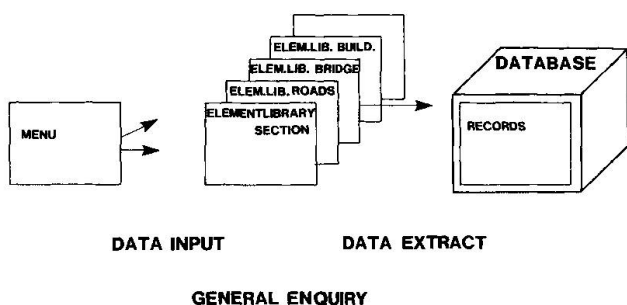 ELEM.LIB. BUILD.
ELEM.LIB. BRIDGE
ELEM.LIB. ROADS
ELEMENTLIBRARY
SECTION
MENU
DATABASE
RECORDS
DATA INPUT
DATA EXTRACT
GENERAL ENQUIRY